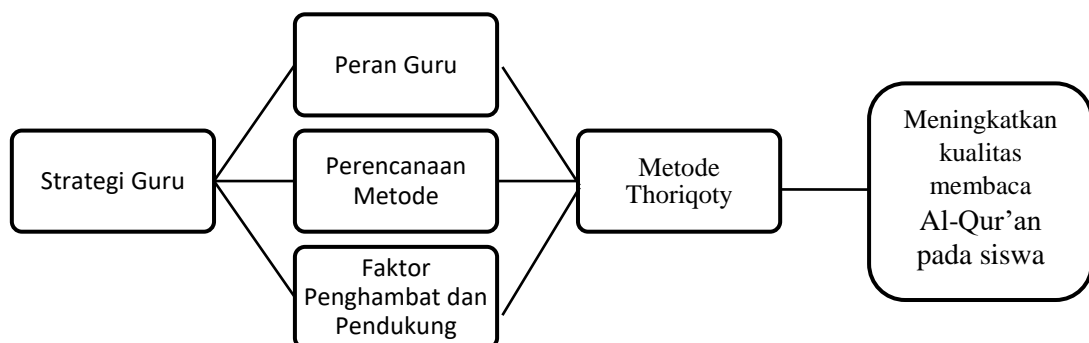 Strategi Guru
Peran Guru
Perencanaan
Metode
Faktor
Penghambat dan
Pendukung
Metode
Thoriqoty
Meningkatkan
kualitas
membaca
Al-Qur’an
pada siswa